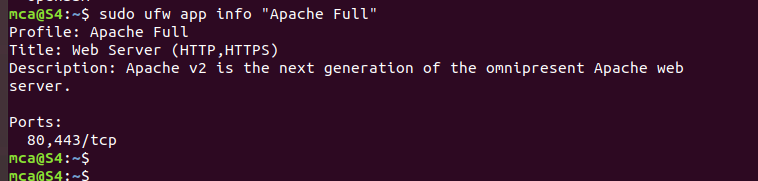 mca@S4:~$ sudo ufw app info "Apache Full"
Profile: Apache Full
Title: Web Server (HTTP,HTTPS)
Description: Apache v2 is the next generation of the omnipresent Apache web
server.

Ports:
  80,443/tcp
mca@S4:~$
mca@S4:~$